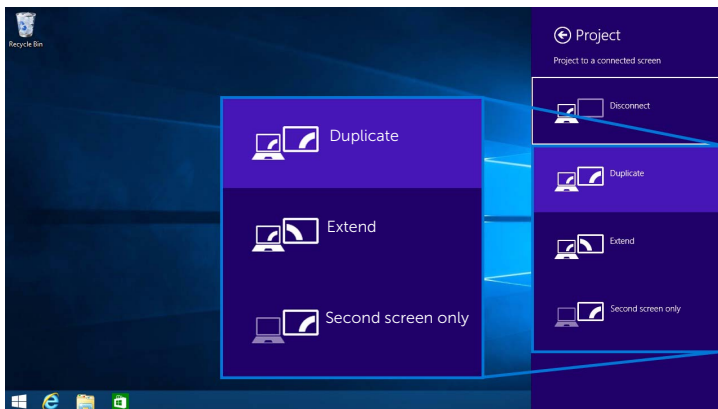 Recycle Bin
Project
Project to a connected screen
Disconnect
Duplicate
Extend
Second screen only
Duplicate
Extend
Second screen only